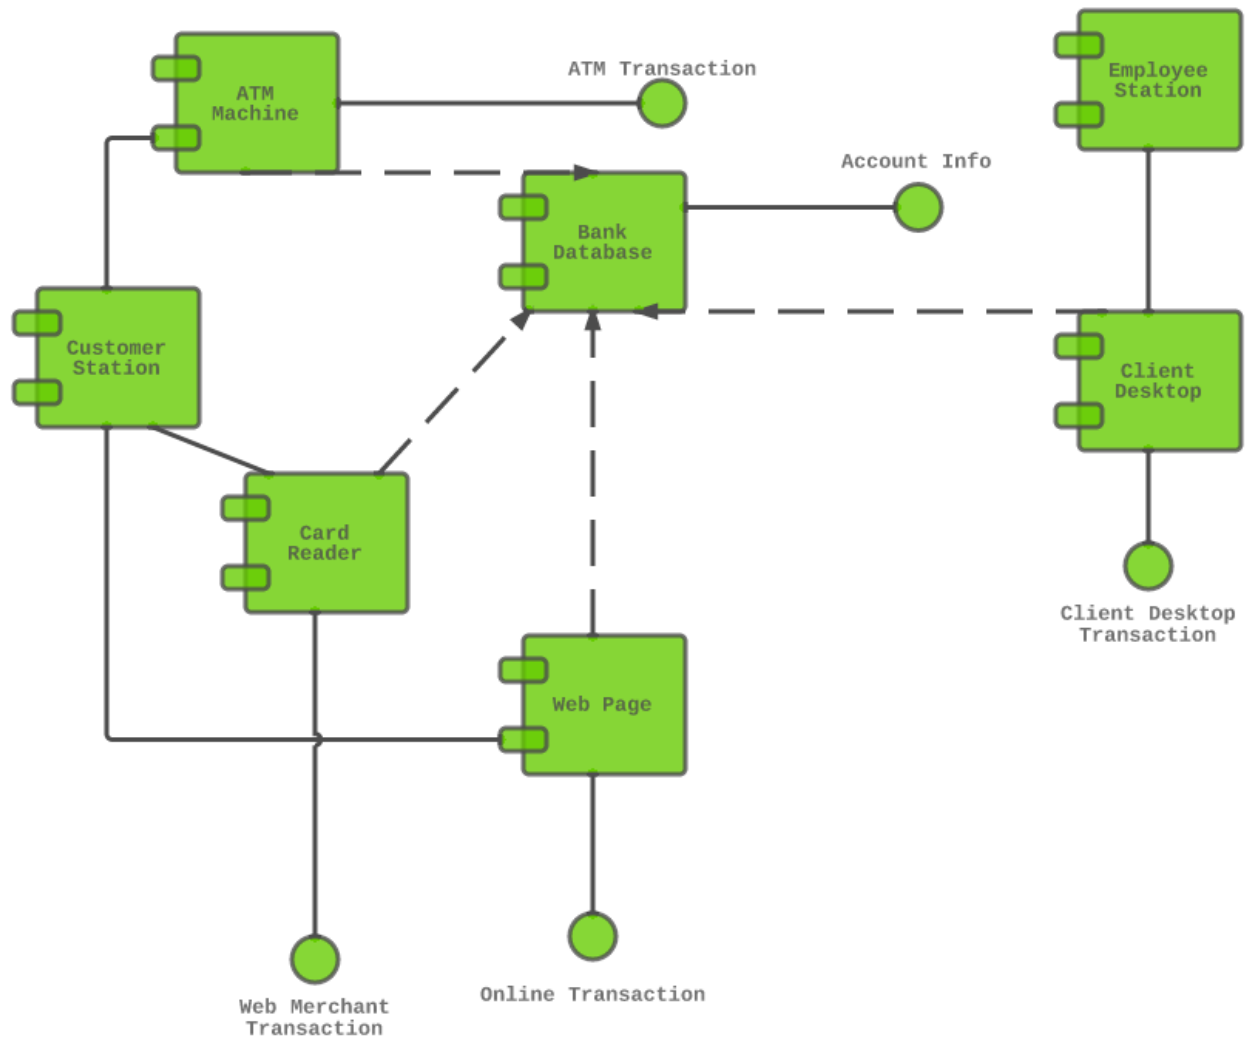 ATM Transaction
Employee
Station
ATM
Machine
Account Info
Bank
Database
Customer
Station
Client
Desktop
Card
Reader
Client Desktop
Transaction
Web Page
Online Transaction
Web Merchant
Transaction